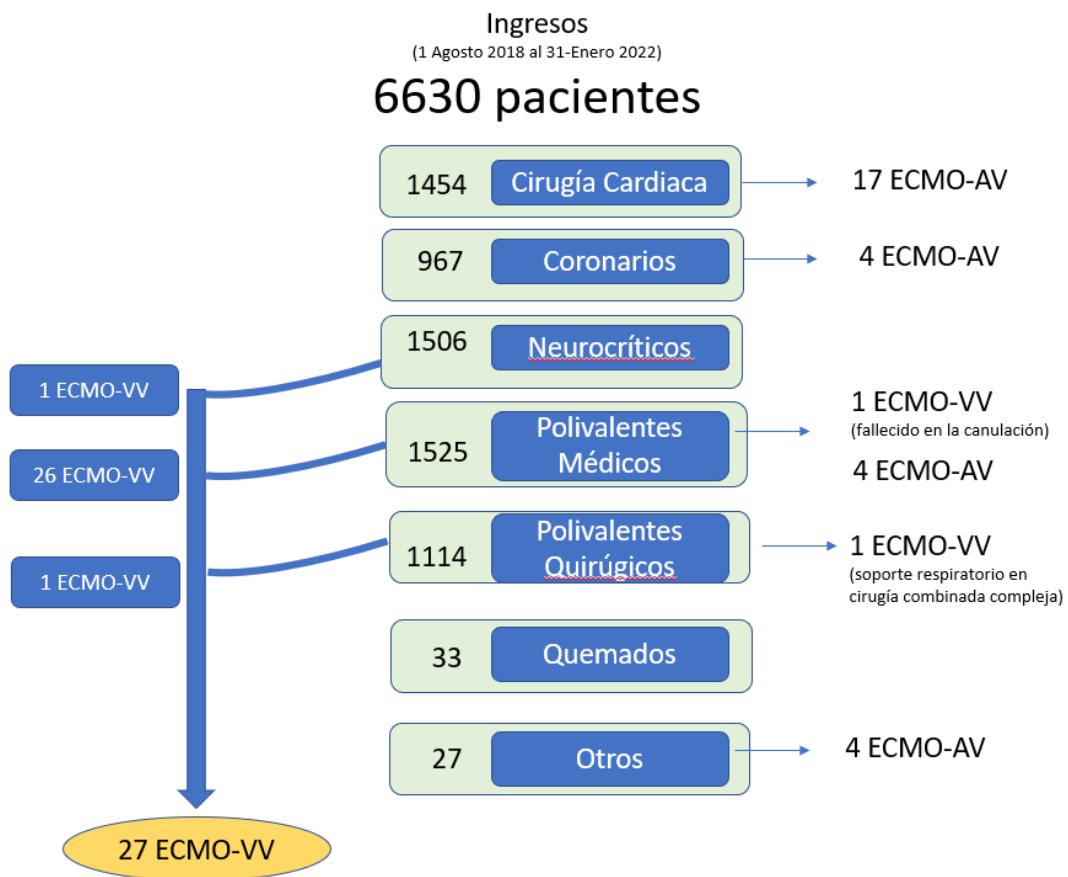 Ingresos
(1 Agosto 2018 al 31-Enero 2022)
6630 pacientes
1454
Cirugía Cardiaca
17 ECMO-AV
967
Coronarios
4 ECMO-AV
1506
Neurocríticos
1 ECMO-VV
1525
Polivalentes
Médicos
1 ECMO-VV
(fallecido en la canulación)
4 ECMO-AV
26 ECMO-VV
1114
Polivalentes
Quirúgicos
1 ECMO-VV
(soporte respiratorio en
cirugía combinada compleja)
1 ECMO-VV
33
Quemados
27
Otros
4 ECMO-AV
27 ECMO-VV